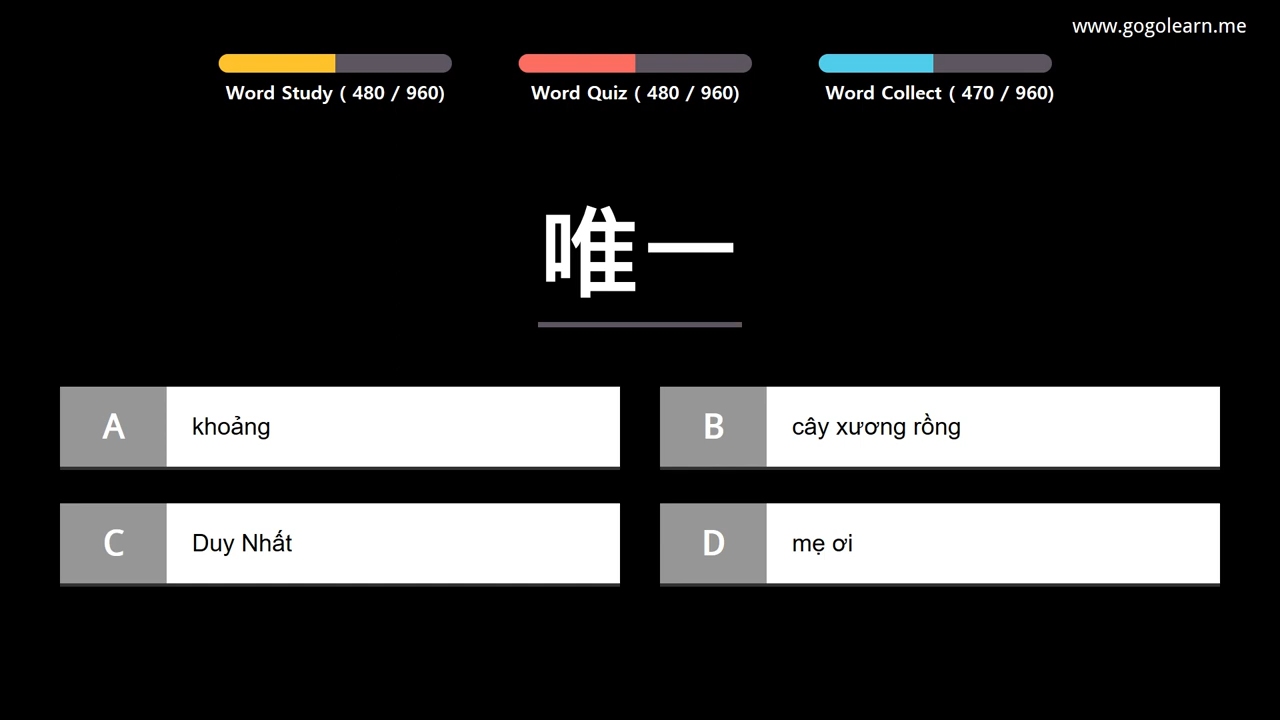 www.gogolearn.me
Word Study ( 480 / 960)
Word Quiz ( 480 / 960)
Word Collect ( 470 / 960)
唯一
A khoảng
B cây xương rồng
C Duy Nhất
D mẹ ơi